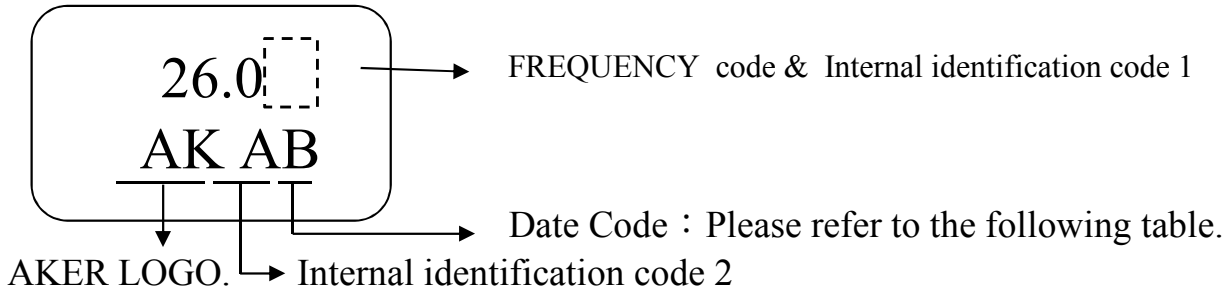 26.0
FREQUENCY code & Internal identification code 1
AK AB
Date Code：Please refer to the following table.
AKER LOGO.
Internal identification code 2